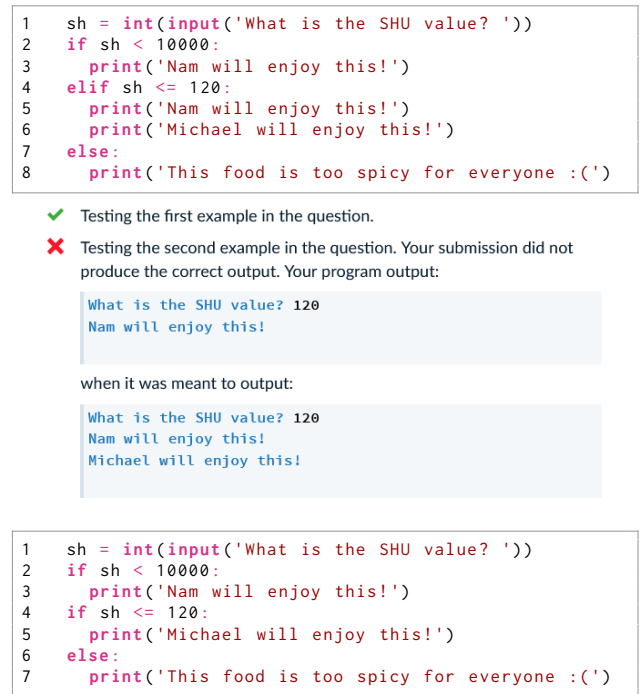 1 sh = int(input('What is the SHU value? '))
2 if sh < 10000:
3   print('Nam will enjoy this!')
4 elif sh <= 120:
5   print('Nam will enjoy this!')
6   print('Michael will enjoy this!')
7 else:
8   print('This food is too spicy for everyone :(')
Testing the first example in the question.
Testing the second example in the question. Your submission did not
produce the correct output. Your program output:
What is the SHU value? 120
Nam will enjoy this!
when it was meant to output:
What is the SHU value? 120
Nam will enjoy this!
Michael will enjoy this!
1 sh = int(input('What is the SHU value? '))
2 if sh < 10000:
3   print('Nam will enjoy this!')
4 if sh <= 120:
5   print('Michael will enjoy this!')
6 else:
7   print('This food is too spicy for everyone :(')